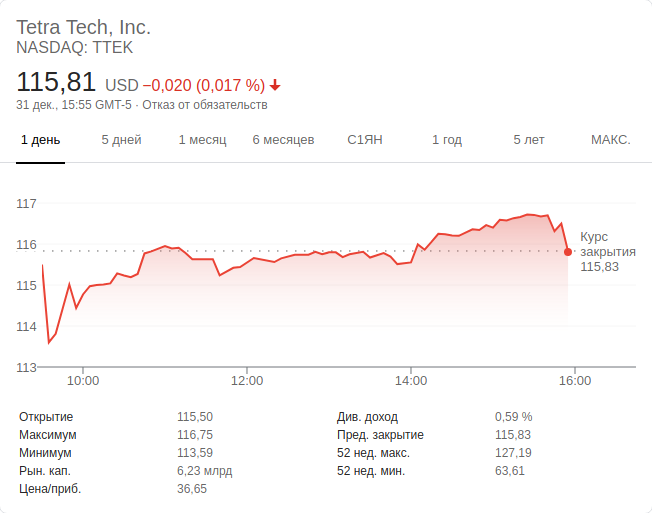 Tetra Tech, Inc.
NASDAQ: TTEK
115,81 USD −0,020 (0,017 %)
31 дек., 15:55 GMT-5 · Отказ от обязательств
1 день 5 дней 1 месяц 6 месяцев С1ЯН 1 год 5 лет МАКС.
117
116
115
114
113
Курс
закрытия
115,83
10:00 12:00 14:00 16:00
Открытие 115,50
Максимум 116,75
Минимум 113,59
Рын. кап. 6,23 млрд
Цена/приб. 36,65
Див. доход 0,59 %
Пред. закрытие 115,83
52 нед. макс. 127,19
52 нед. мин. 63,61